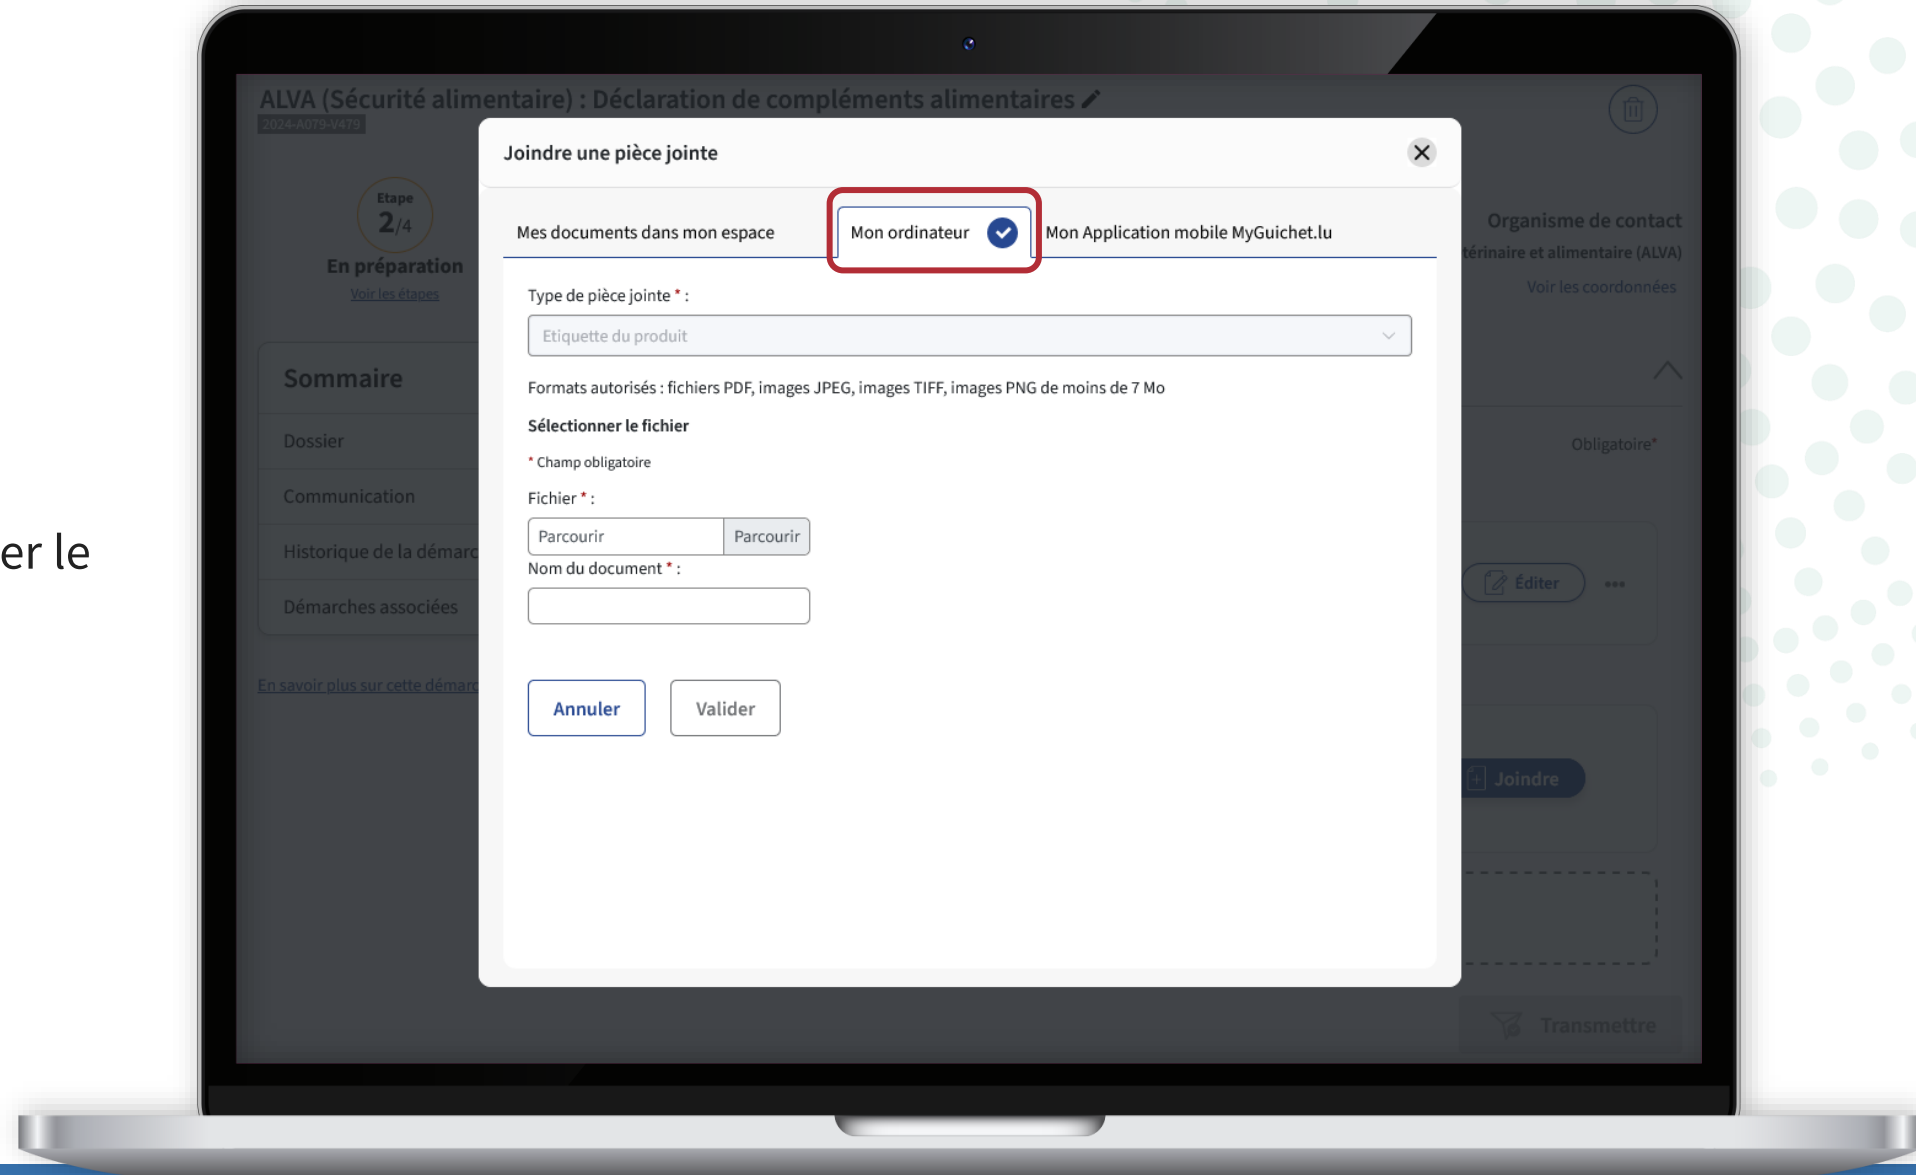 er le
ALVA (Sécurité alimentaire) : Déclaration de compléments alimentaires
2024-A079-V479
Etape
2/4
En préparation
Voir les étapes
Organisme de contact
térinaire et alimentaire (ALVA)
Voir les coordonnées
Sommaire
Dossier
Communication
Historique de la démarc
Démarches associées
En savoir plus sur cette démarc
Obligatoire*
Éditer
Joindre
Transmettre
Joindre une pièce jointe
Mes documents dans mon espace
Mon ordinateur
Mon Application mobile MyGuichet.lu
Type de pièce jointe * :
Etiquette du produit
Formats autorisés : fichiers PDF, images JPEG, images TIFF, images PNG de moins de 7 Mo
Sélectionner le fichier
* Champ obligatoire
Fichier * :
Parcourir Parcourir
Nom du document * :
Annuler Valider